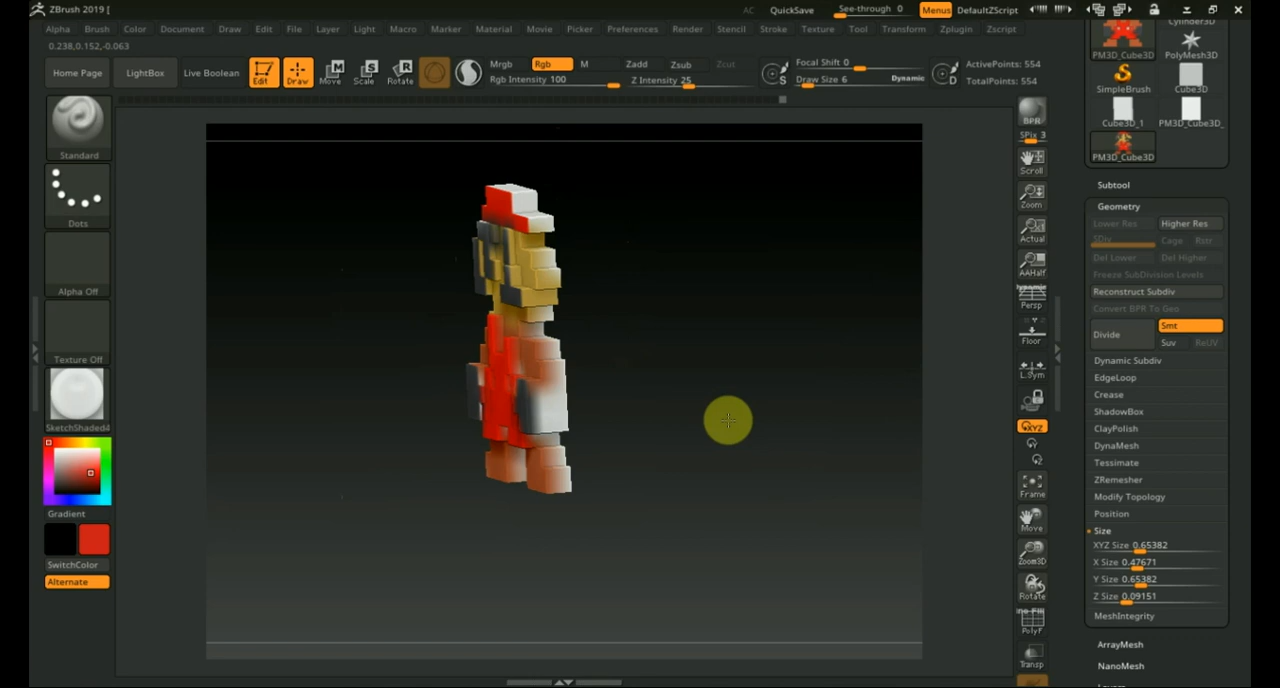 ZBrush 2019 [
AC QuickSave See-through 0 Menus DefaultZScript
Alpha Brush Color Document Draw Edit File Layer Light Macro Marker Material Movie Picker Preferences Render Stencil Stroke Texture Tool Transform Zplugin Zscript
0.238,0.152,-0.063
Home Page LightBox Live Boolean Edit Draw Move Scale Rotate
Mrgb Rgb M Zadd Zsub Zcut
Rgb Intensity 100 Z Intensity 25
Focal Shift 0
Draw Size 6 Dynamic
ActivePoints: 554
TotalPoints: 554
Standard
Dots
Alpha Off
Texture Off
SketchShaded4
Gradient
SwitchColor
Alternate
BPR
SPix 3
Scroll
Zoom
Actual
AAHalf
Dynamic
Persp
Floor
L.Sym
XYZ
Frame
Move
Zoom3D
Rotate
PolyF
Transp
Cylinder3D
PM3D_Cube3D PolyMesh3D
SimpleBrush Cube3D
Cube3D_1 PM3D_Cube3D_
PM3D_Cube3D
Subtool
Geometry
Lower Res Higher Res
SDiv Cage Rstr
Del Lower Del Higher
Freeze SubDivision Levels
Reconstruct Subdiv
Convert BPR To Geo
Divide Smt
Suv ReUV
Dynamic Subdiv
EdgeLoop
Crease
ShadowBox
ClayPolish
DynaMesh
Tessimate
ZRemesher
Modify Topology
Position
Size
XYZ Size 0.65382
X Size 0.47671
Y Size 0.65382
Z Size 0.09151
MeshIntegrity
ArrayMesh
NanoMesh